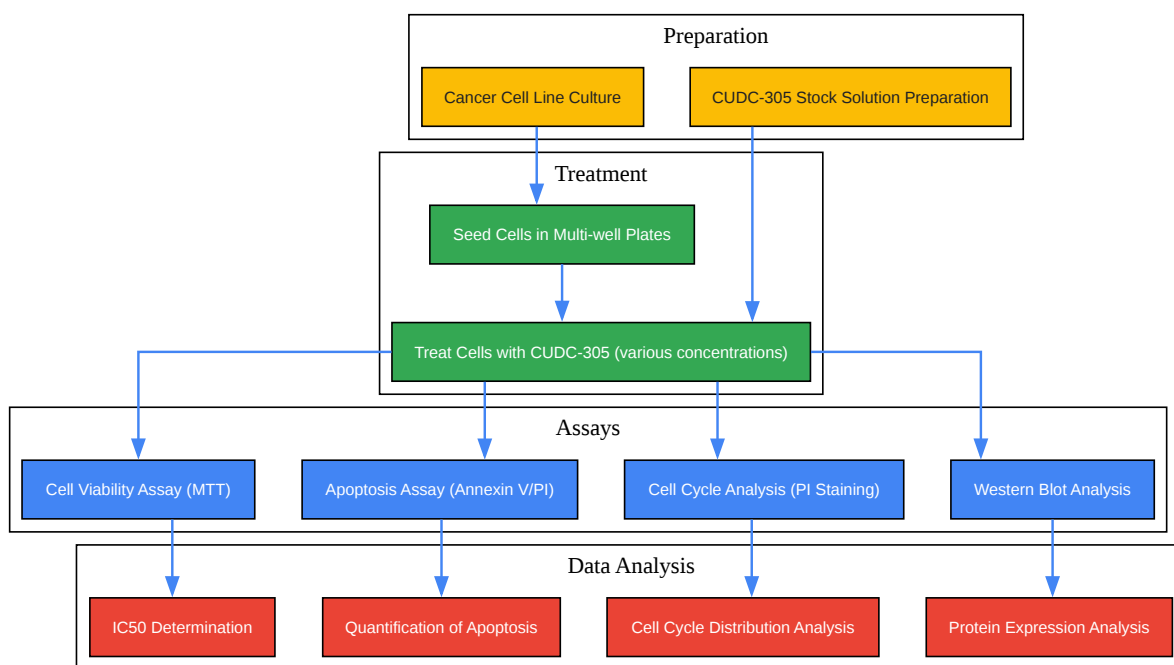 Preparation
Cancer Cell Line Culture
CUDC-305 Stock Solution Preparation
Treatment
Seed Cells in Multi-well Plates
Treat Cells with CUDC-305 (various concentrations)
Assays
Cell Viability Assay (MTT)
Apoptosis Assay (Annexin V/PI)
Cell Cycle Analysis (PI Staining)
Western Blot Analysis
Data Analysis
IC50 Determination
Quantification of Apoptosis
Cell Cycle Distribution Analysis
Protein Expression Analysis